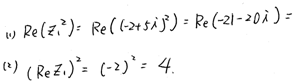 (1) Re(z₁²) = Re((-2+5i)²) = Re(-21-20i) =
(2) (Re z₁)² = (-2)² = 4.